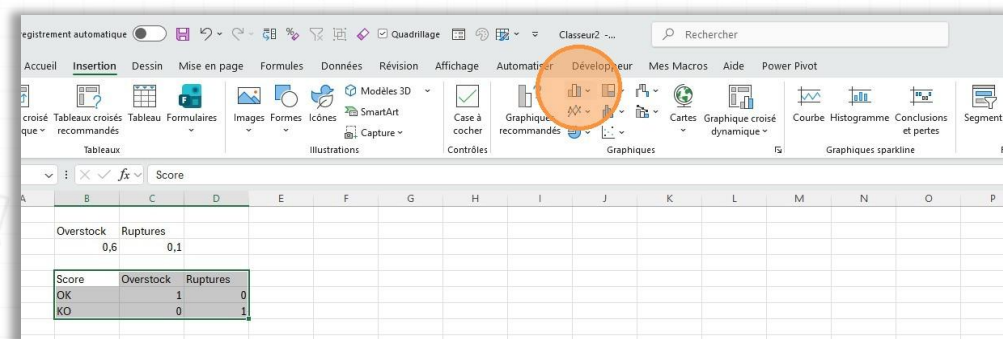 registrement automatique Quadrillage Classeur2 -... Rechercher
Accueil Insertion Dessin Mise en page Formules Données Révision Affichage Automatiser Développeur Mes Macros Aide Power Pivot
croisé Tableaux croisés Tableau Formulaires Images Formes Icônes Modèles 3D Case à Graphiques Cartes Graphique croisé Courbe Histogramme Conclusions Segment
que recommandés SmartArt cocher recommandés dynamique et pertes
Capture
Tableaux Illustrations Contrôles Graphiques Graphiques sparkline
fx Score
A B C D E F G H I J K L M N O P
Overstock Ruptures
0,6 0,1
Score Overstock Ruptures
OK 1 0
KO 0 1